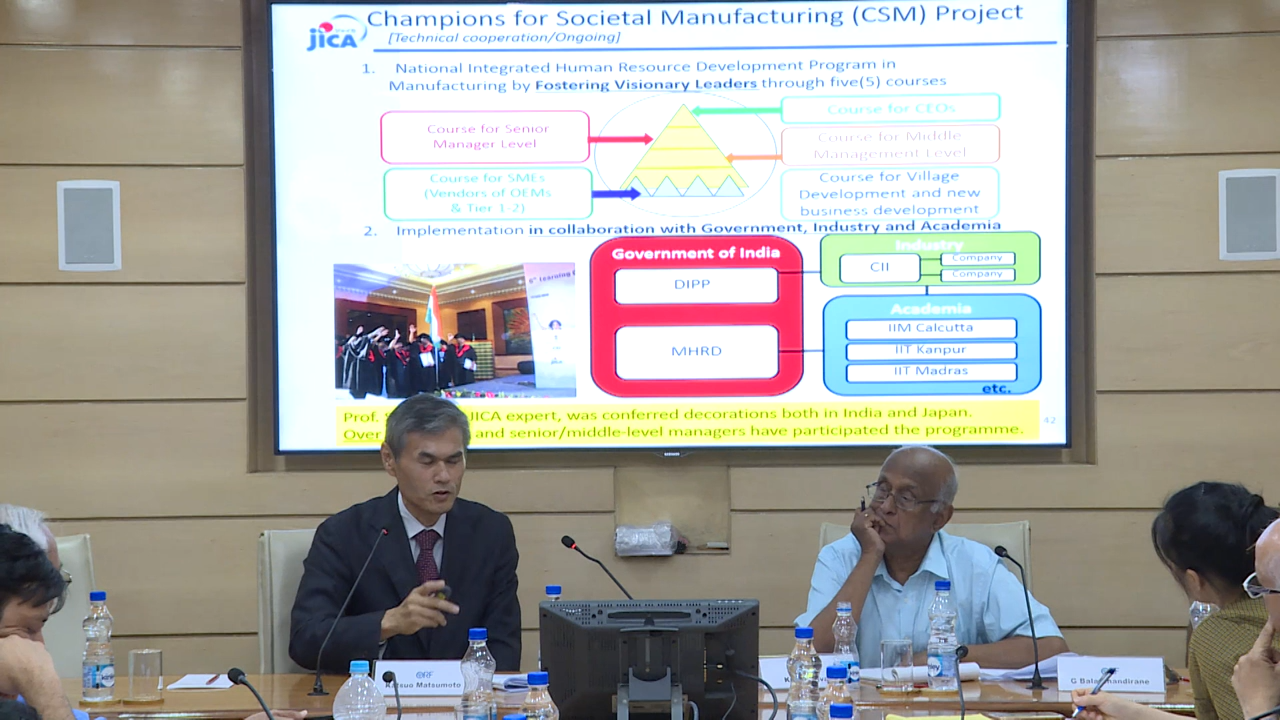 JICA
Champions for Societal Manufacturing (CSM) Project
[Technical cooperation/Ongoing]
1. National Integrated Human Resource Development Program in
Manufacturing by Fostering Visionary Leaders through five(5) courses
Course for Senior
Manager Level
Course for CEOs
Course for Middle
Management Level
Course for SMEs
(Vendors of OEMs
& Tier 1-2)
Course for Village
Development and new
business development
2. Implementation in collaboration with Government, Industry and Academia
Government of India
DIPP
MHRD
Industry
CII
Company
Company
Academia
IIM Calcutta
IIT Kanpur
IIT Madras
etc.
6th Learning
Prof. JICA expert, was conferred decorations both in India and Japan.
Over and senior/middle-level managers have participated the programme.
42
ORF
Katsuo Matsumoto
G Balachandirane